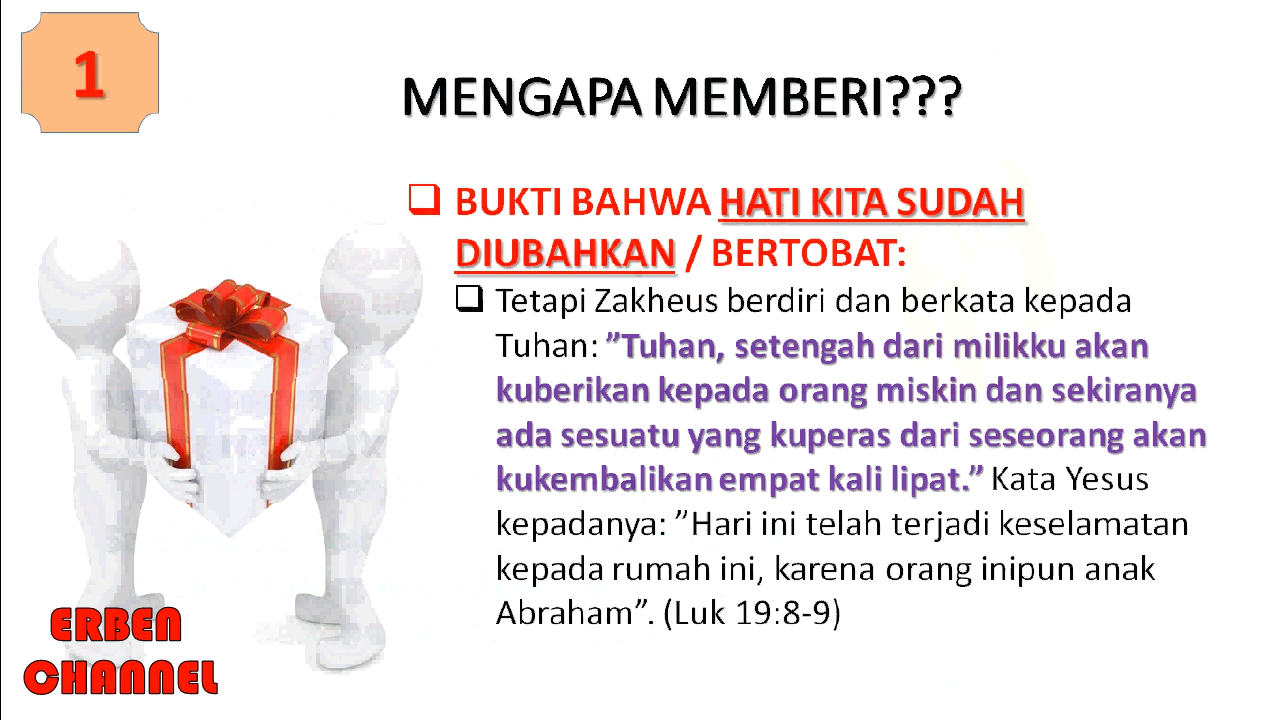 1
MENGAPA MEMBERI???
BUKTI BAHWA HATI KITA SUDAH
DIUBAHKAN / BERTOBAT:
Tetapi Zakheus berdiri dan berkata kepada
Tuhan: ”Tuhan, setengah dari milikku akan
kuberikan kepada orang miskin dan sekiranya
ada sesuatu yang kuperas dari seseorang akan
kukembalikan empat kali lipat.” Kata Yesus
kepadanya: ”Hari ini telah terjadi keselamatan
kepada rumah ini, karena orang inipun anak
Abraham”. (Luk 19:8-9)
ERBEN
CHANNEL